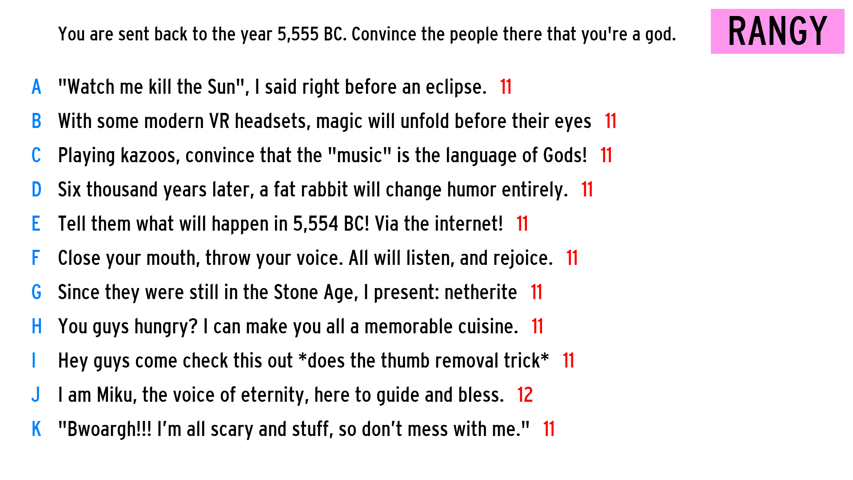 You are sent back to the year 5,555 BC. Convince the people there that you're a god.
RANGY
A "Watch me kill the Sun", I said right before an eclipse. 11
B With some modern VR headsets, magic will unfold before their eyes 11
C Playing kazoos, convince that the "music" is the language of Gods! 11
D Six thousand years later, a fat rabbit will change humor entirely. 11
E Tell them what will happen in 5,554 BC! Via the internet! 11
F Close your mouth, throw your voice. All will listen, and rejoice. 11
G Since they were still in the Stone Age, I present: netherite 11
H You guys hungry? I can make you all a memorable cuisine. 11
I Hey guys come check this out *does the thumb removal trick* 11
J I am Miku, the voice of eternity, here to guide and bless. 12
K "Bwoargh!!! I’m all scary and stuff, so don’t mess with me." 11